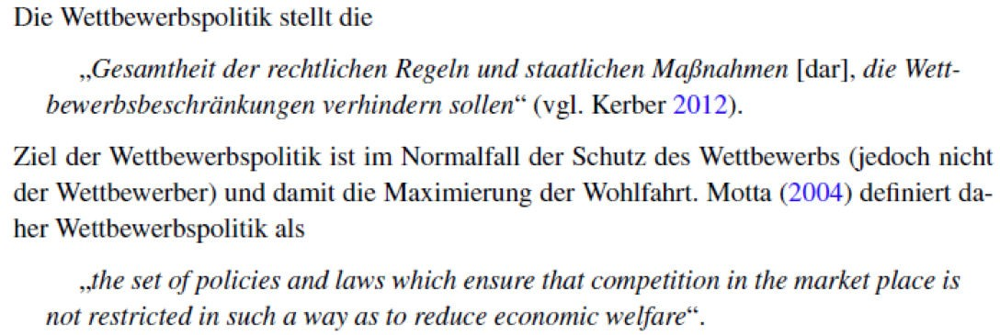 Die Wettbewerbspolitik stellt die
„Gesamtheit der rechtlichen Regeln und staatlichen Maßnahmen [dar], die Wett-
bewerbsbeschränkungen verhindern sollen“ (vgl. Kerber 2012).
Ziel der Wettbewerbspolitik ist im Normalfall der Schutz des Wettbewerbs (jedoch nicht
der Wettbewerber) und damit die Maximierung der Wohlfahrt. Motta (2004) definiert da-
her Wettbewerbspolitik als
„the set of policies and laws which ensure that competition in the market place is
not restricted in such a way as to reduce economic welfare“.